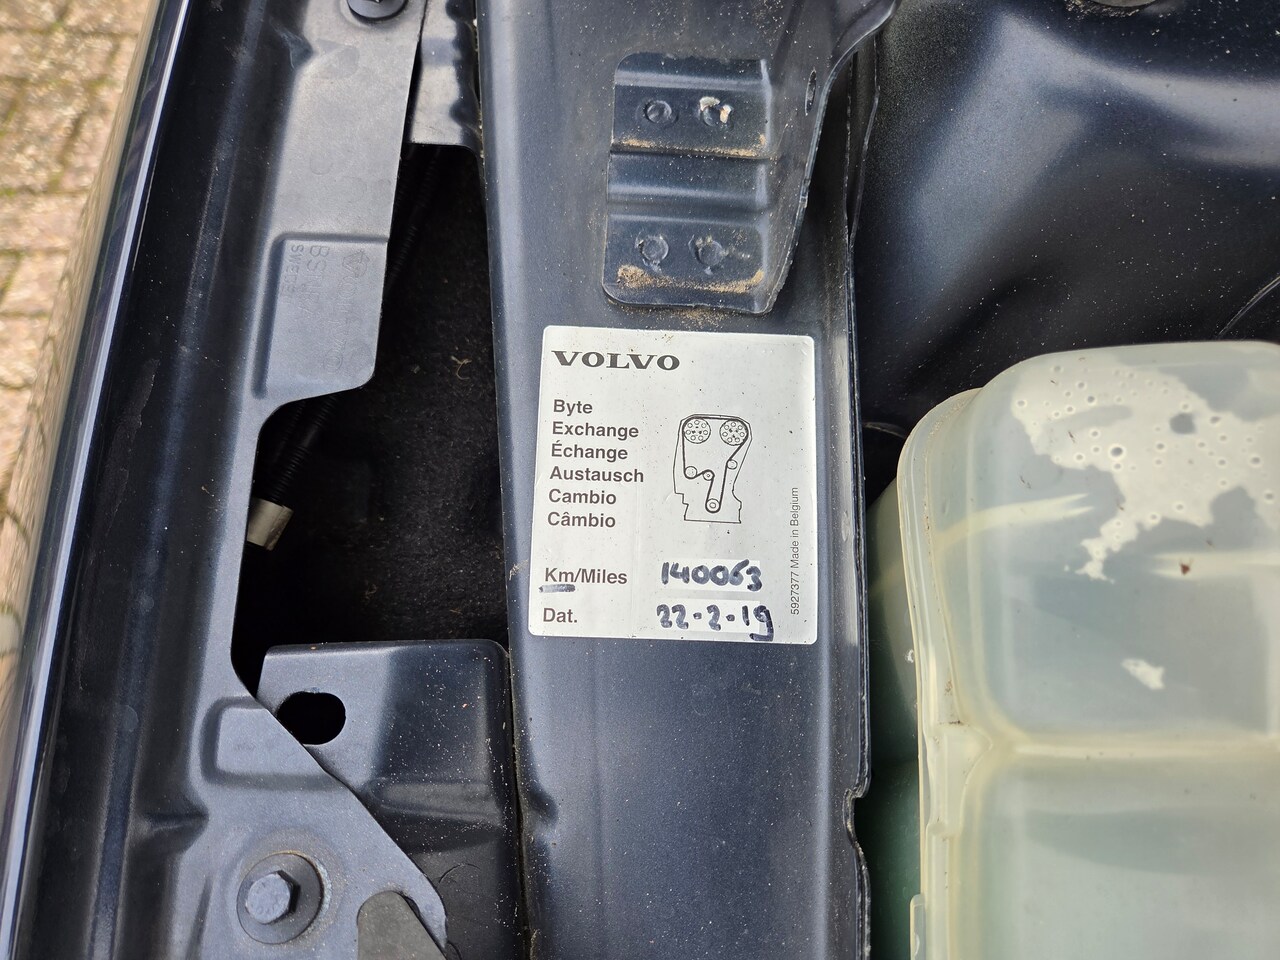 VOLVO
Byte
Exchange
Échange
Austausch
Cambio
Câmbio
Km/Miles 140063
Dat. 22-2-19
5927377 Made in Belgium